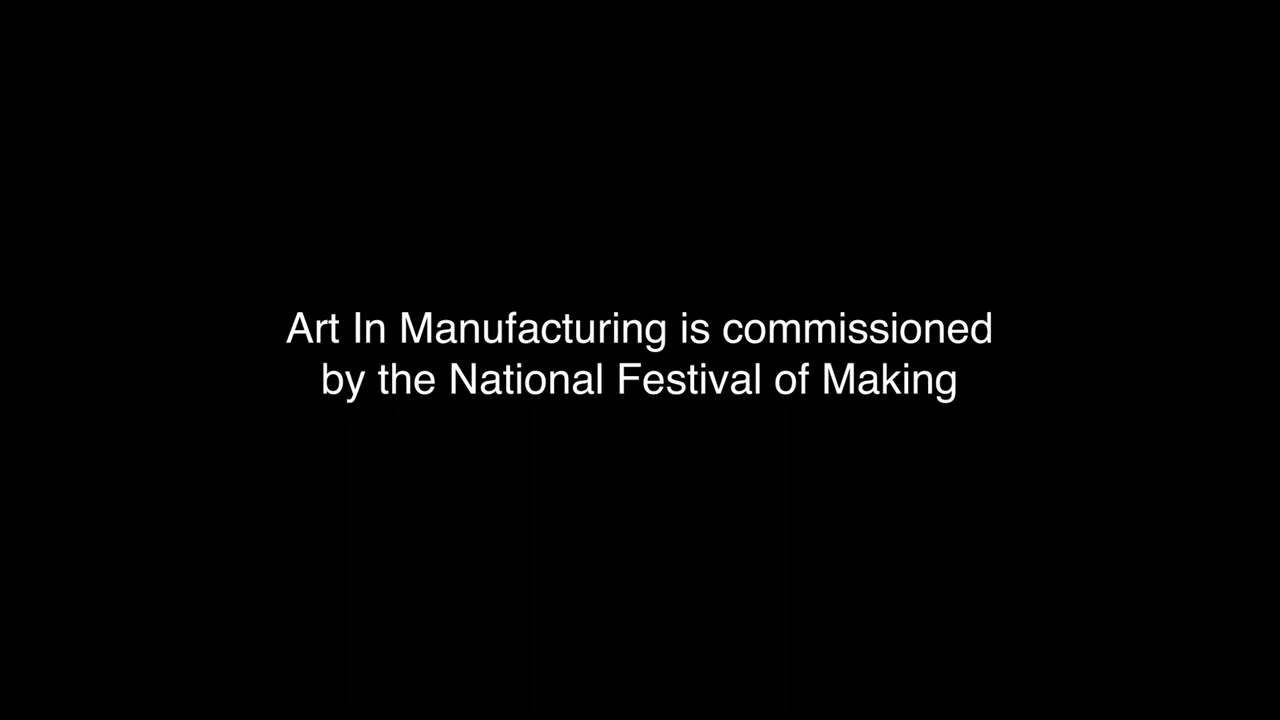 Art In Manufacturing is commissioned
by the National Festival of Making